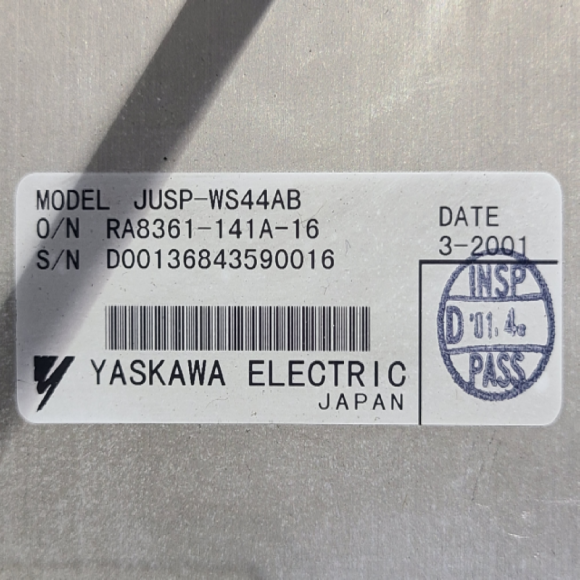 MODEL JUSP-WS44AB
O/N RA8361-141A-16
S/N D00136843590016
DATE
3-2001
INSP
D '01.4.
PASS
YASKAWA ELECTRIC
JAPAN